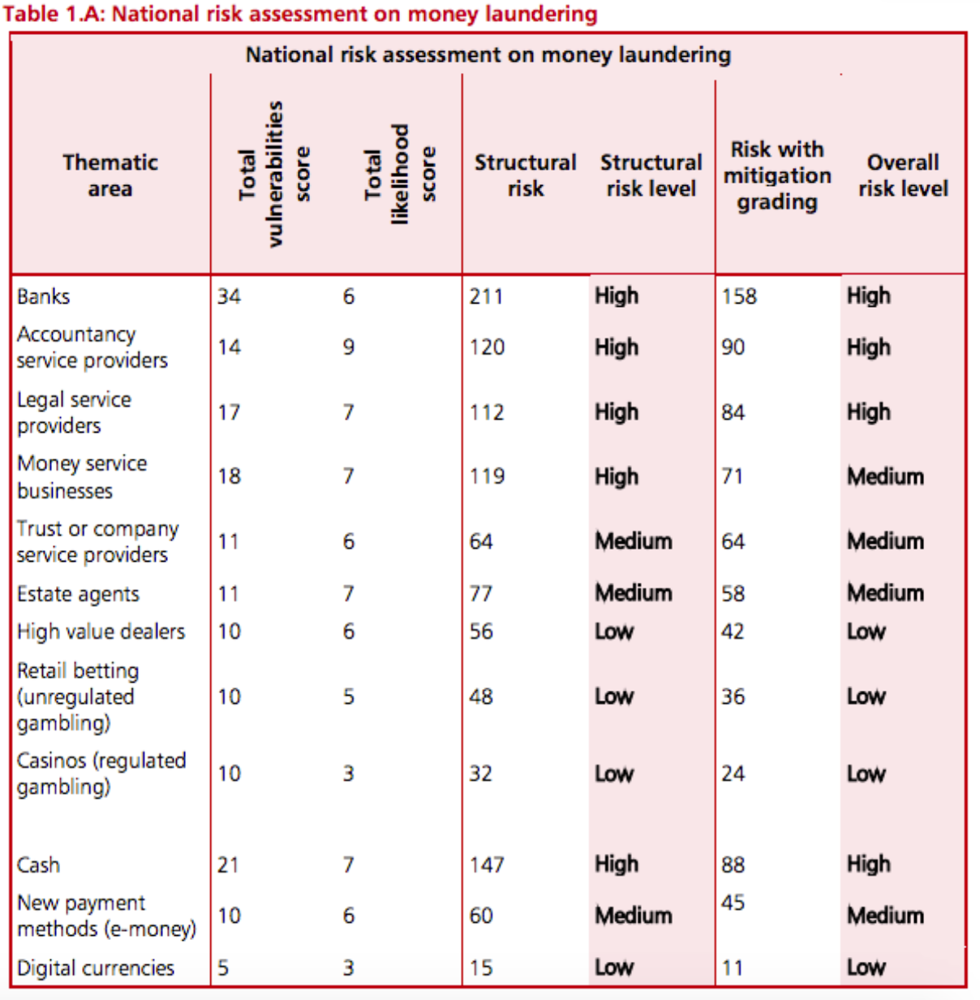 Table 1.A: National risk assessment on money laundering
National risk assessment on money laundering
Thematic area | Total vulnerabilities score | Total likelihood score | Structural risk | Structural risk level | Risk with mitigation grading | Overall risk level
Banks 34 6 211 High 158 High
Accountancy service providers 14 9 120 High 90 High
Legal service providers 17 7 112 High 84 High
Money service businesses 18 7 119 High 71 Medium
Trust or company service providers 11 6 64 Medium 64 Medium
Estate agents 11 7 77 Medium 58 Medium
High value dealers 10 6 56 Low 42 Low
Retail betting (unregulated gambling) 10 5 48 Low 36 Low
Casinos (regulated gambling) 10 3 32 Low 24 Low
Cash 21 7 147 High 88 High
New payment methods (e-money) 10 6 60 Medium 45 Medium
Digital currencies 5 3 15 Low 11 Low